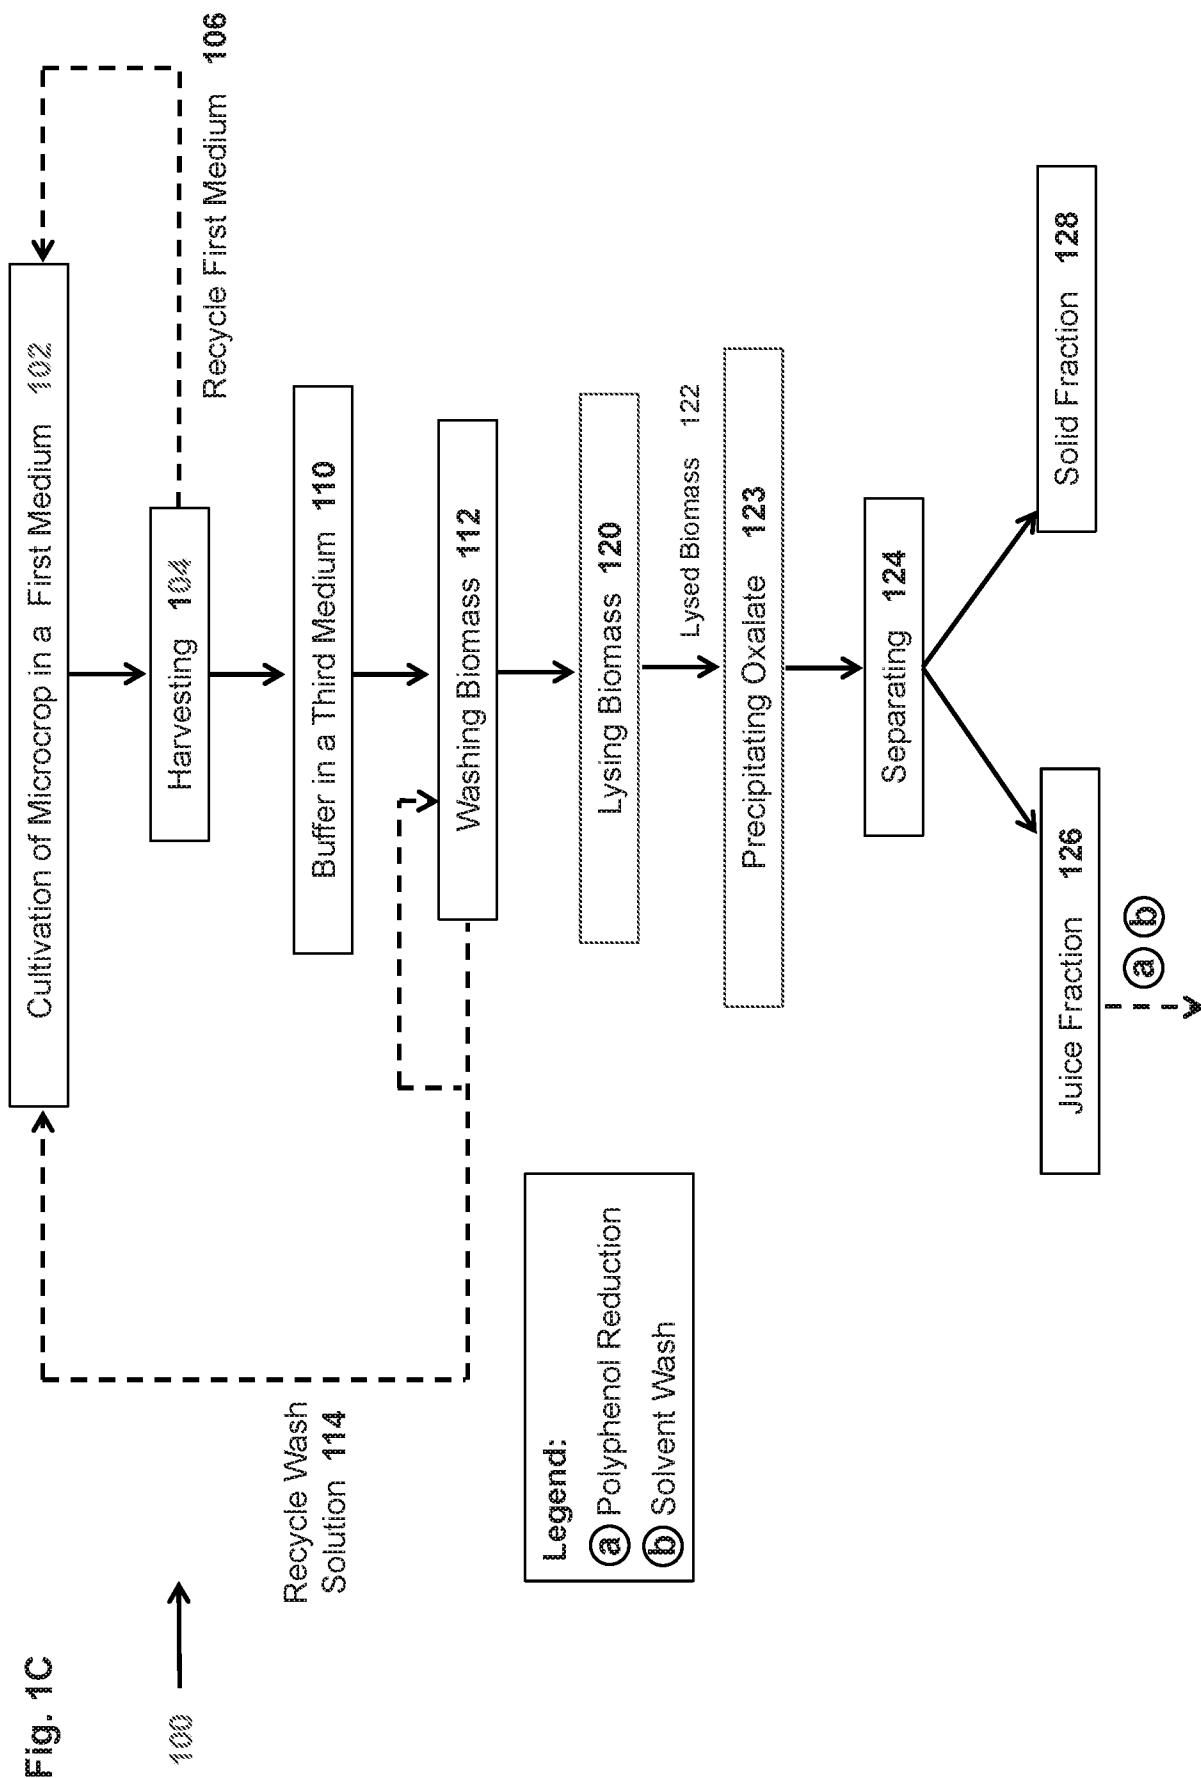 Fig. 1C
100
Cultivation of Microcrop in a First Medium 102
Harvesting 104
Recycle First Medium 106
Buffer in a Third Medium 110
Recycle Wash
Solution 114
Washing Biomass 112
Lysing Biomass 120
Lysed Biomass 122
Precipitating Oxalate 123
Separating 124
Juice Fraction 126
Solid Fraction 128
a b
Legend:
a Polyphenol Reduction
b Solvent Wash